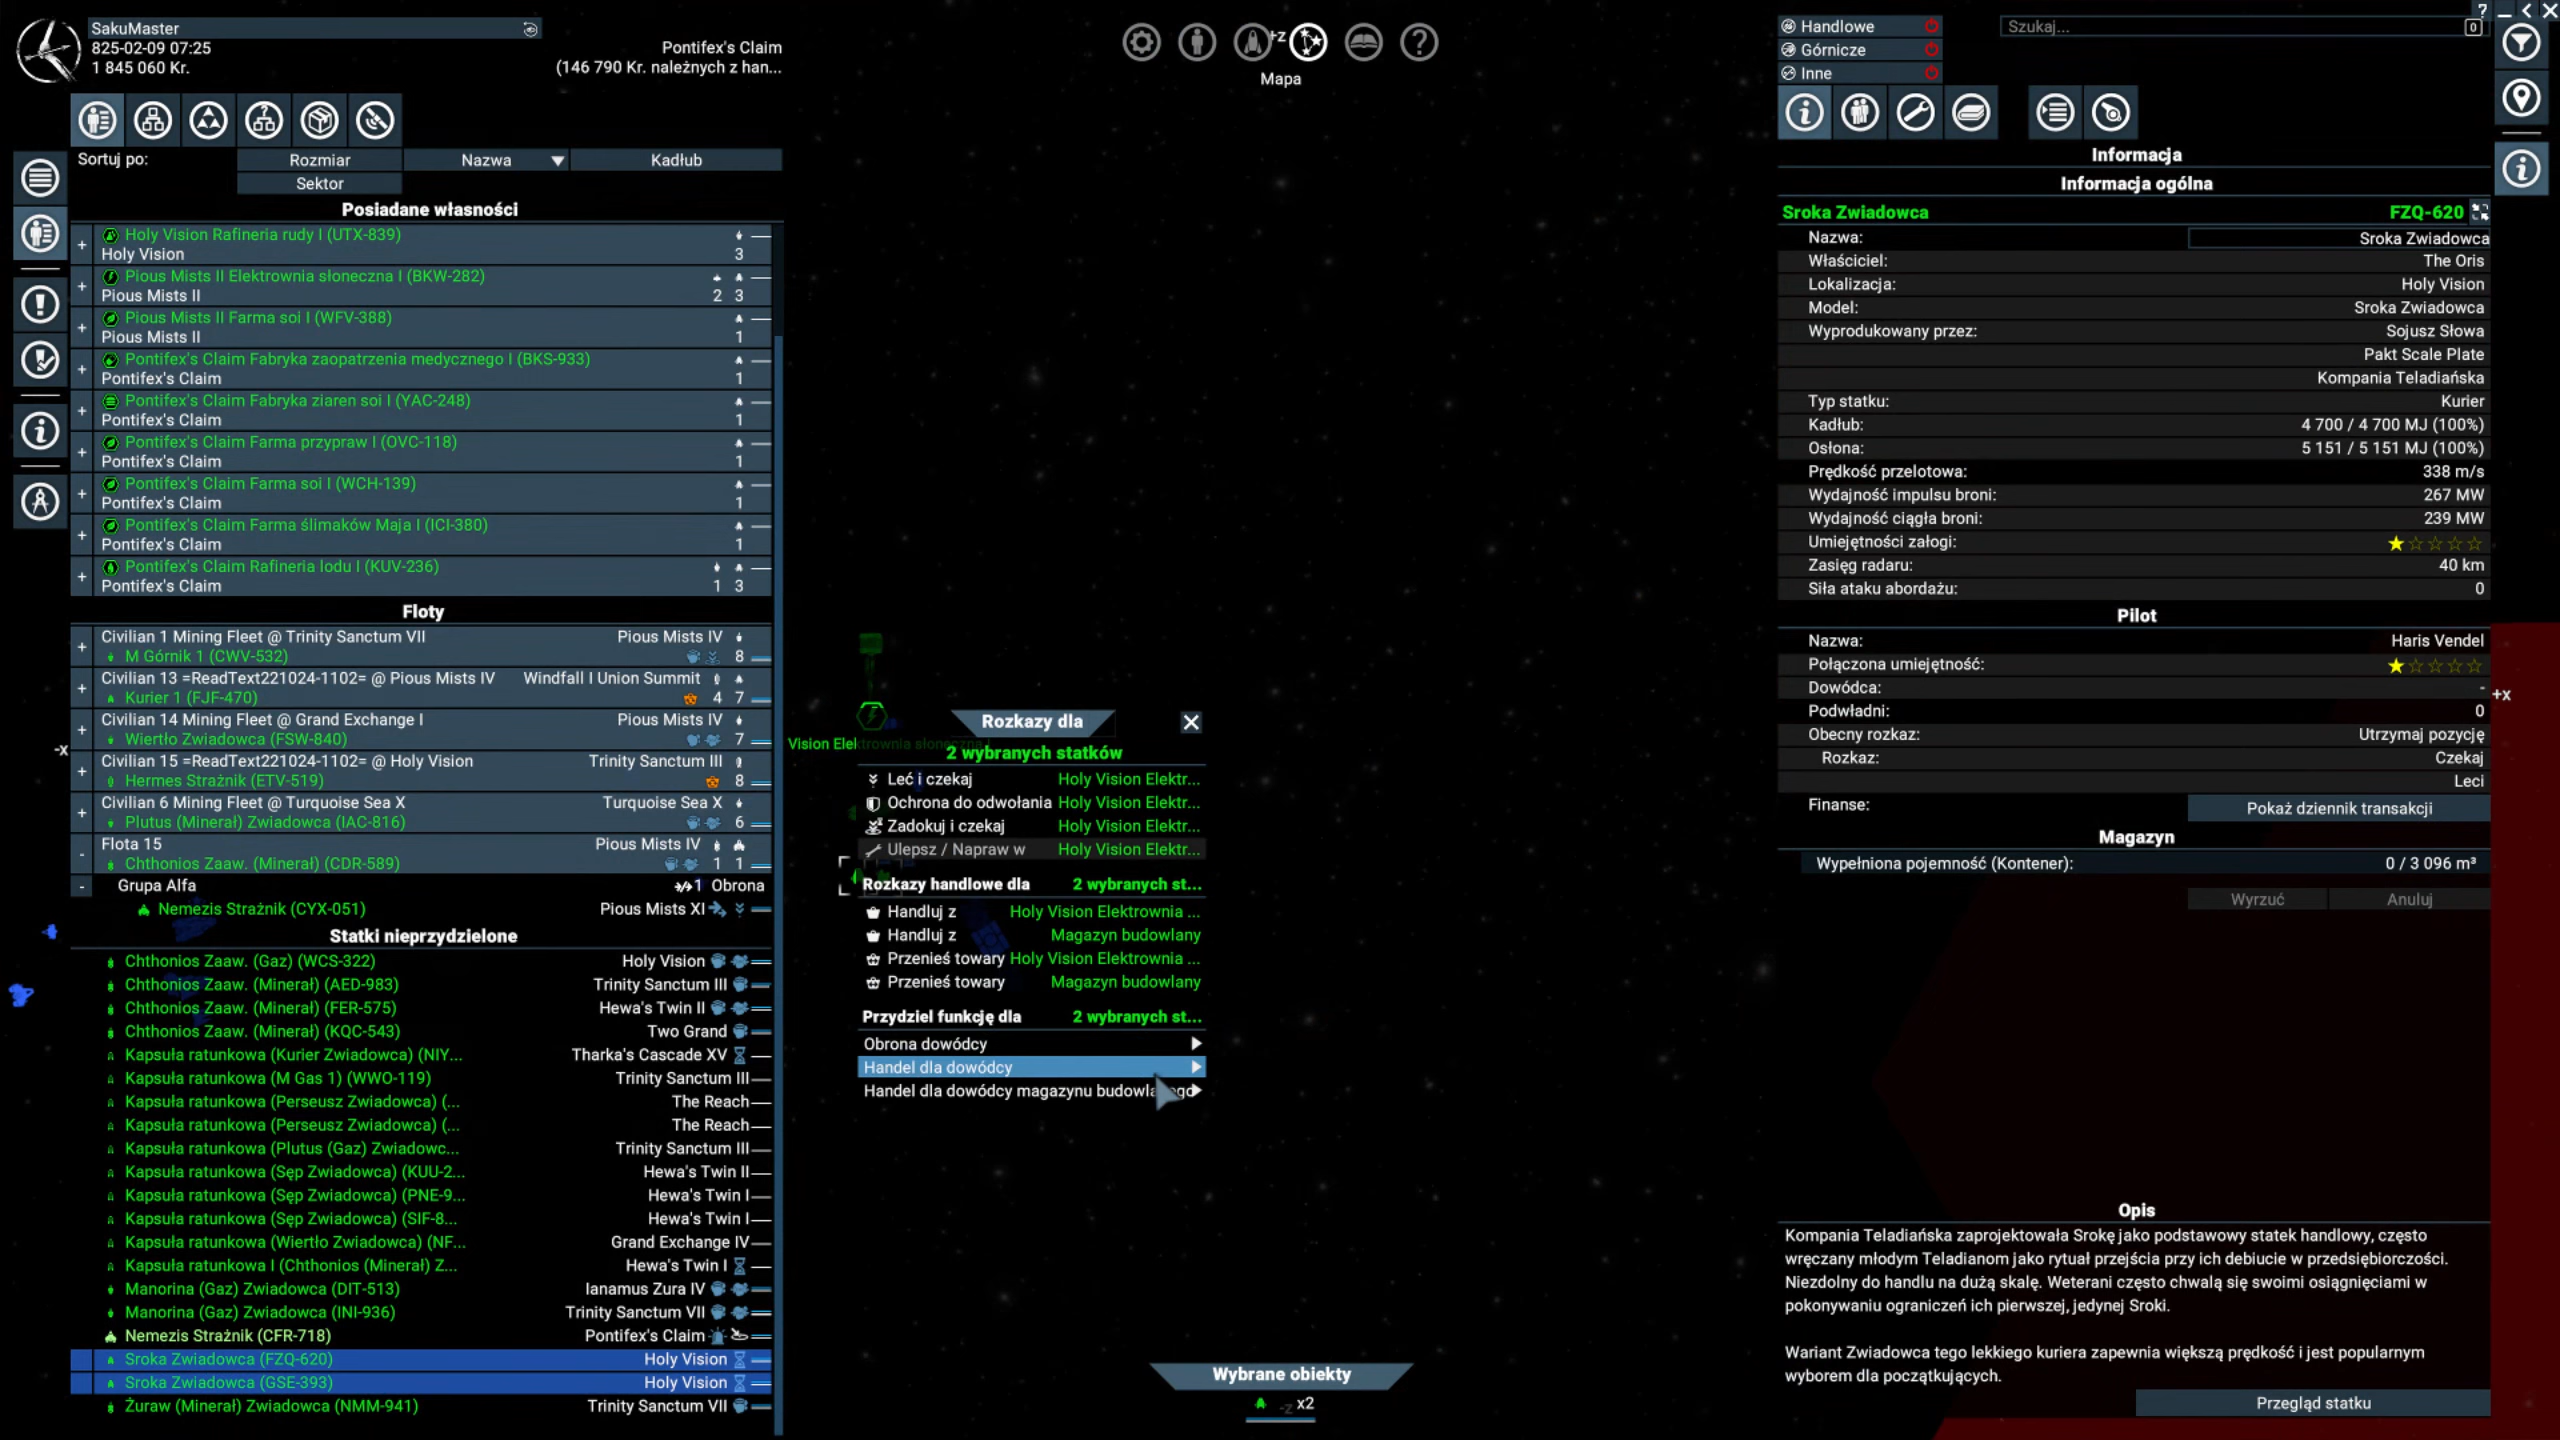 SakuMaster
825-02-09 07:25
1 845 060 Kr.
Pontifex's Claim
(146 790 Kr. należnych z han...
Sortuj po:
Rozmiar
Nazwa
Kadłub
Sektor
Posiadane własności
Holy Vision Rafineria rudy I (UTX-839)
Holy Vision 3
Pious Mists II Elektrownia słoneczna I (BKW-282)
Pious Mists II 2 3
Pious Mists II Farma soi I (WFV-388)
Pious Mists II 1
Pontifex's Claim Fabryka zaopatrzenia medycznego I (BKS-933)
Pontifex's Claim 1
Pontifex's Claim Fabryka ziaren soi I (YAC-248)
Pontifex's Claim 1
Pontifex's Claim Farma przypraw I (OVC-118)
Pontifex's Claim 1
Pontifex's Claim Farma soi I (WCH-139)
Pontifex's Claim 1
Pontifex's Claim Farma ślimaków Maja I (ICI-380)
Pontifex's Claim 1
Pontifex's Claim Rafineria lodu I (KUV-236)
Pontifex's Claim 1 3
Floty
Civilian 1 Mining Fleet @ Trinity Sanctum VII Pious Mists IV
M Górnik 1 (CWV-532) 8
Civilian 13 =ReadText221024-1102= @ Pious Mists IV Windfall I Union Summit
Kurier 1 (FJF-470) 4 7
Civilian 14 Mining Fleet @ Grand Exchange I Pious Mists IV
Wiertło Zwiadowca (FSW-840) 7
Civilian 15 =ReadText221024-1102= @ Holy Vision Trinity Sanctum III
Hermes Strażnik (ETV-519) 8
Civilian 6 Mining Fleet @ Turquoise Sea X Turquoise Sea X
Plutus (Minerał) Zwiadowca (IAC-816) 6
Flota 15 Pious Mists IV
Chthonios Zaaw. (Minerał) (CDR-589) 1 1
- Grupa Alfa 1 Obrona
Nemezis Strażnik (CYX-051) Pious Mists XI
Statki nieprzydzielone
Chthonios Zaaw. (Gaz) (WCS-322) Holy Vision
Chthonios Zaaw. (Minerał) (AED-983) Trinity Sanctum III
Chthonios Zaaw. (Minerał) (FER-575) Hewa's Twin II
Chthonios Zaaw. (Minerał) (KQC-543) Two Grand
Kapsuła ratunkowa (Kurier Zwiadowca) (NIY... Tharka's Cascade XV
Kapsuła ratunkowa (M Gas 1) (WWO-119) Trinity Sanctum III
Kapsuła ratunkowa (Perseusz Zwiadowca) (... The Reach
Kapsuła ratunkowa (Perseusz Zwiadowca) (... The Reach
Kapsuła ratunkowa (Plutus (Gaz) Zwiadowc... Trinity Sanctum III
Kapsuła ratunkowa (Sęp Zwiadowca) (KUU-2... Hewa's Twin II
Kapsuła ratunkowa (Sęp Zwiadowca) (PNE-9... Hewa's Twin I
Kapsuła ratunkowa (Sęp Zwiadowca) (SIF-8... Hewa's Twin I
Kapsuła ratunkowa (Wiertło Zwiadowca) (NF... Grand Exchange IV
Kapsuła ratunkowa I (Chthonios (Minerał) Z... Hewa's Twin I
Manorina (Gaz) Zwiadowca (DIT-513) Ianamus Zura IV
Manorina (Gaz) Zwiadowca (INI-936) Trinity Sanctum VII
Nemezis Strażnik (CFR-718) Pontifex's Claim
Sroka Zwiadowca (FZQ-620) Holy Vision
Sroka Zwiadowca (GSE-393) Holy Vision
Żuraw (Minerał) Zwiadowca (NMM-941) Trinity Sanctum VII
+z
Mapa
-x
+x
Vision Elektrownia słoneczna
Rozkazy dla
2 wybranych statków
Leć i czekaj Holy Vision Elektr...
Ochrona do odwołania Holy Vision Elektr...
Zadokuj i czekaj Holy Vision Elektr...
Ulepsz / Napraw w Holy Vision Elektr...
Rozkazy handlowe dla 2 wybranych st...
Handluj z Holy Vision Elektrownia ...
Handluj z Magazyn budowlany
Przenieś towary Holy Vision Elektrownia ...
Przenieś towary Magazyn budowlany
Przydziel funkcję dla 2 wybranych st...
Obrona dowódcy
Handel dla dowódcy
Handel dla dowódcy magazynu
Wybrane obiekty
-z x2
Handlowe
Górnicze
Inne
Szukaj...
0
Informacja
Informacja ogólna
Sroka Zwiadowca FZQ-620
Nazwa: Sroka Zwiadowca
Właściciel: The Oris
Lokalizacja: Holy Vision
Model: Sroka Zwiadowca
Wyprodukowany przez: Sojusz Słowa
Pakt Scale Plate
Kompania Teladiańska
Typ statku: Kurier
Kadłub: 4 700 / 4 700 MJ (100%)
Osłona: 5 151 / 5 151 MJ (100%)
Prędkość przelotowa: 338 m/s
Wydajność impulsu broni: 267 MW
Wydajność ciągła broni: 239 MW
Umiejętności załogi: ★☆☆☆☆
Zasięg radaru: 40 km
Siła ataku abordażu: 0
Pilot
Nazwa: Haris Vendel
Połączona umiejętność: ★☆☆☆☆
Dowódca: -
Podwładni: 0
Obecny rozkaz: Utrzymaj pozycję
Rozkaz: Czekaj
Leci
Finanse: Pokaż dziennik transakcji
Magazyn
Wypełniona pojemność (Kontener): 0 / 3 096 m³
Wyrzuć Anuluj
Opis
Kompania Teladiańska zaprojektowała Srokę jako podstawowy statek handlowy, często
wręczany młodym Teladianom jako rytuał przejścia przy ich debiucie w przedsiębiorczości.
Niezdolny do handlu na dużą skalę. Weterani często chwalą się swoimi osiągnięciami w
pokonywaniu ograniczeń ich pierwszej, jedynej Sroki.
Wariant Zwiadowca tego lekkiego kuriera zapewnia większą prędkość i jest popularnym
wyborem dla początkujących.
Przegląd statku